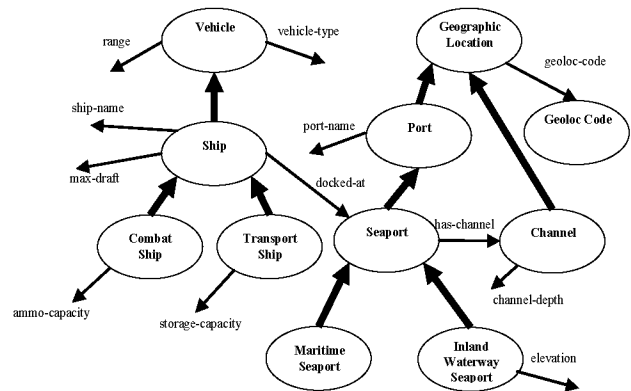 Vehicle
range
vehicle-type
Geographic
Location
geoloc-code
ship-name
port-name
Port
Geoloc Code
Ship
max-draft
docked-at
Combat
Ship
Transport
Ship
Seaport
has-channel
Channel
ammo-capacity
storage-capacity
channel-depth
Maritime
Seaport
Inland
Waterway
Seaport
elevation